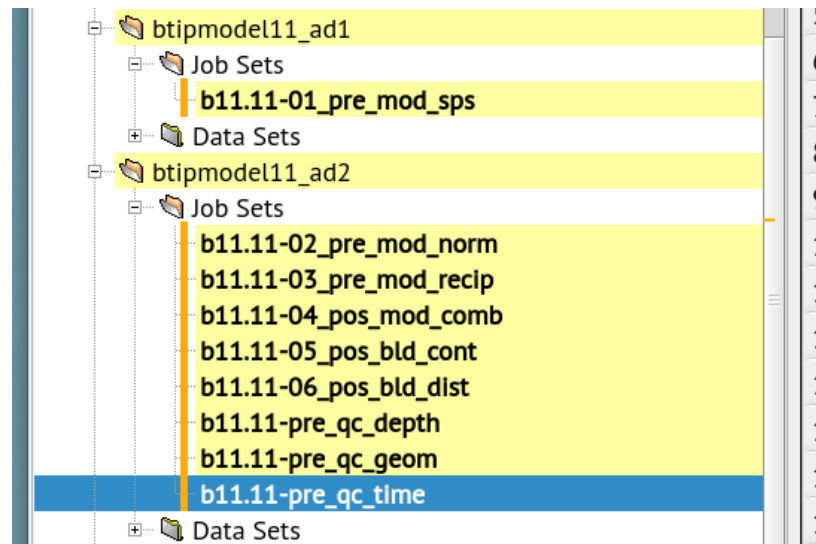 btipmodel11_ad1
Job Sets
b11.11-01_pre_mod_sps
Data Sets
btipmodel11_ad2
Job Sets
b11.11-02_pre_mod_norm
b11.11-03_pre_mod_recip
b11.11-04_pos_mod_comb
b11.11-05_pos_bld_cont
b11.11-06_pos_bld_dist
b11.11-pre_qc_depth
b11.11-pre_qc_geom
b11.11-pre_qc_time
Data Sets